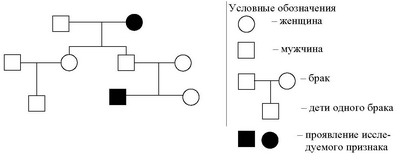 Условные обозначения
– женщина
– мужчина
– брак
– дети одного брака
– проявление иссле-
дуемого признака